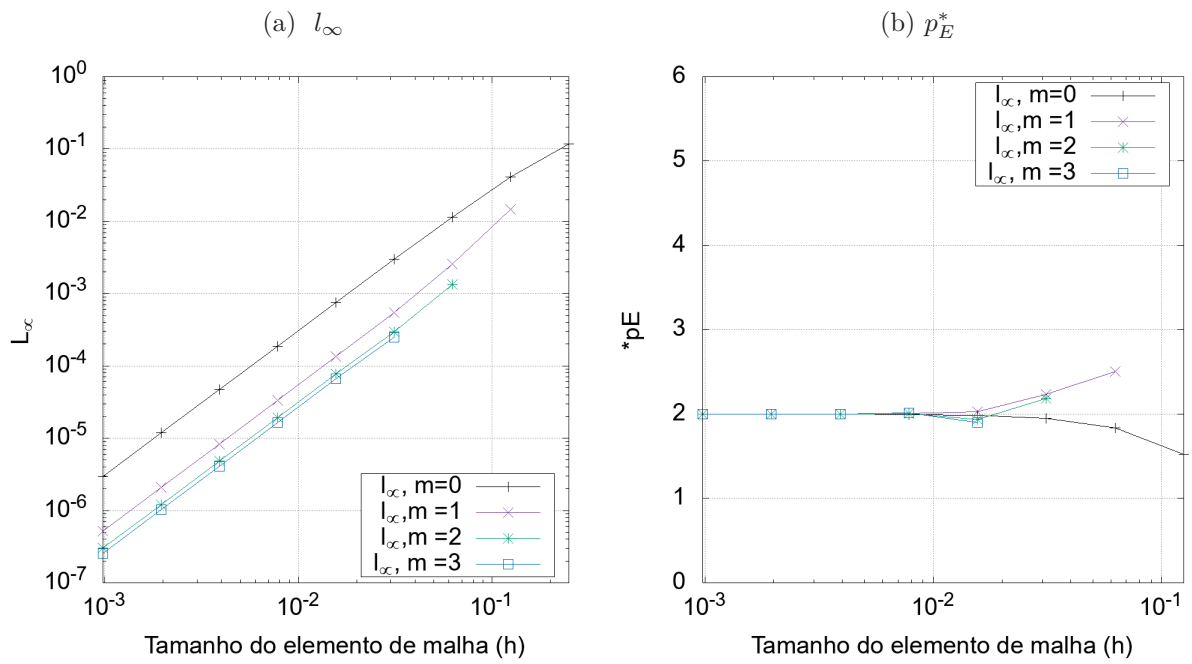 (a) l∞
(b) p*E
10^0
10^-1
10^-2
10^-3
10^-4
10^-5
10^-6
10^-7
L∞
l∞, m=0
l∞,m =1
l∞,m =2
l∞, m =3
10^-3 10^-2 10^-1
Tamanho do elemento de malha (h)
6
5
4
3
2
1
0
*pE
l∞, m=0
l∞,m =1
l∞,m =2
l∞, m =3
10^-3 10^-2 10^-1
Tamanho do elemento de malha (h)